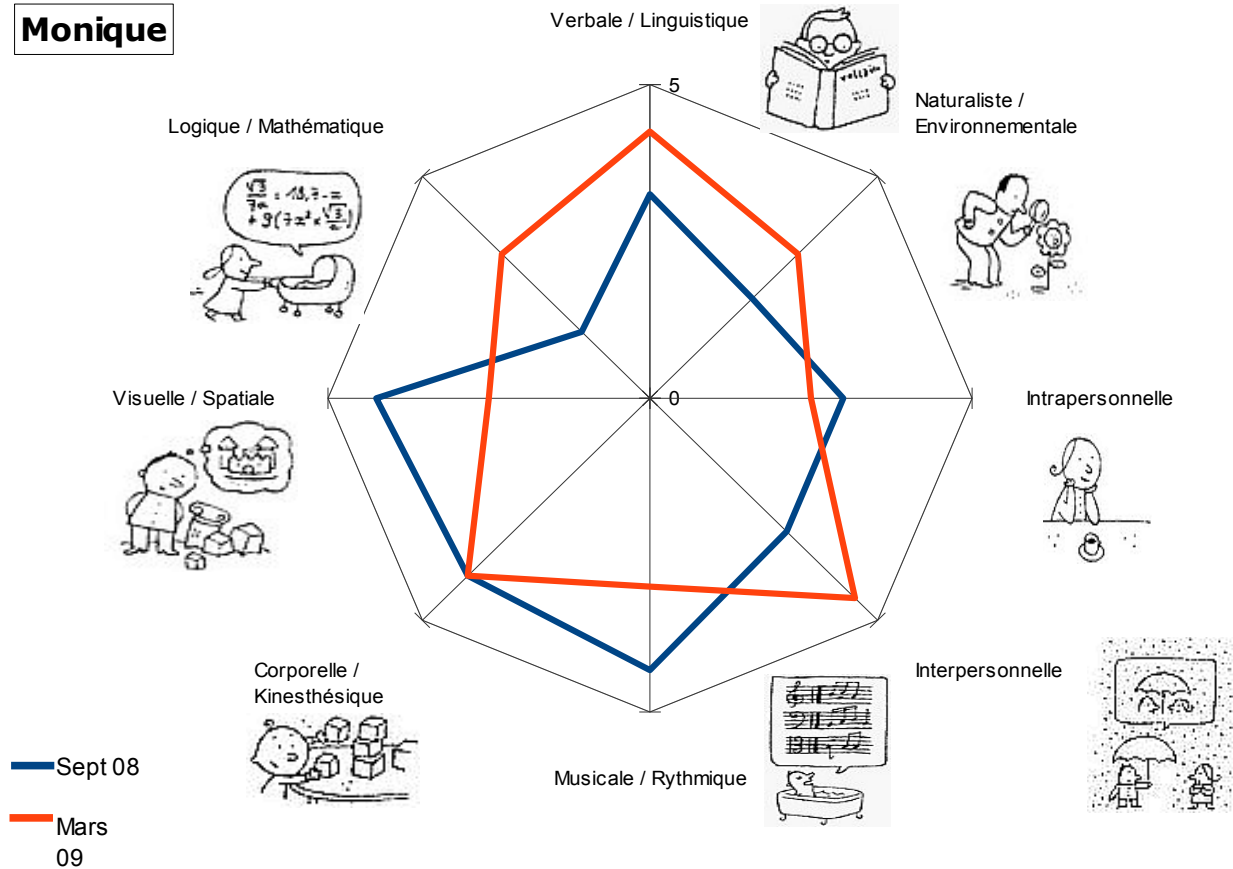 Monique
Verbale / Linguistique
5
Naturaliste /
Environnementale
Logique / Mathématique
Visuelle / Spatiale
0
Intrapersonnelle
Corporelle /
Kinesthésique
Interpersonnelle
Musicale / Rythmique
Sept 08
Mars
09